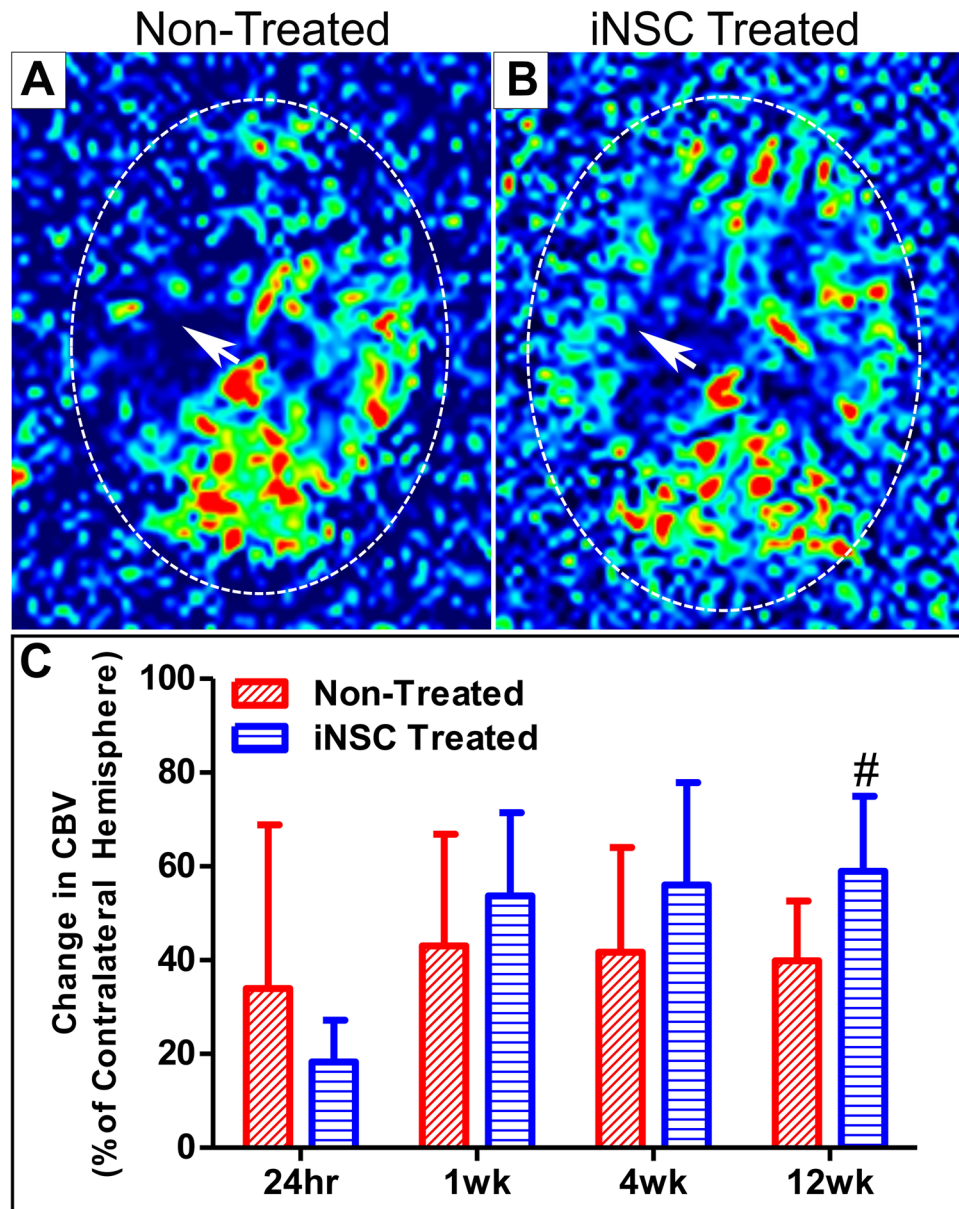 Non-Treated
iNSC Treated
A
B
C
Change in CBV
(% of Contralateral Hemisphere)
100
80
60
40
20
0
Non-Treated
iNSC Treated
#
24hr
1wk
4wk
12wk